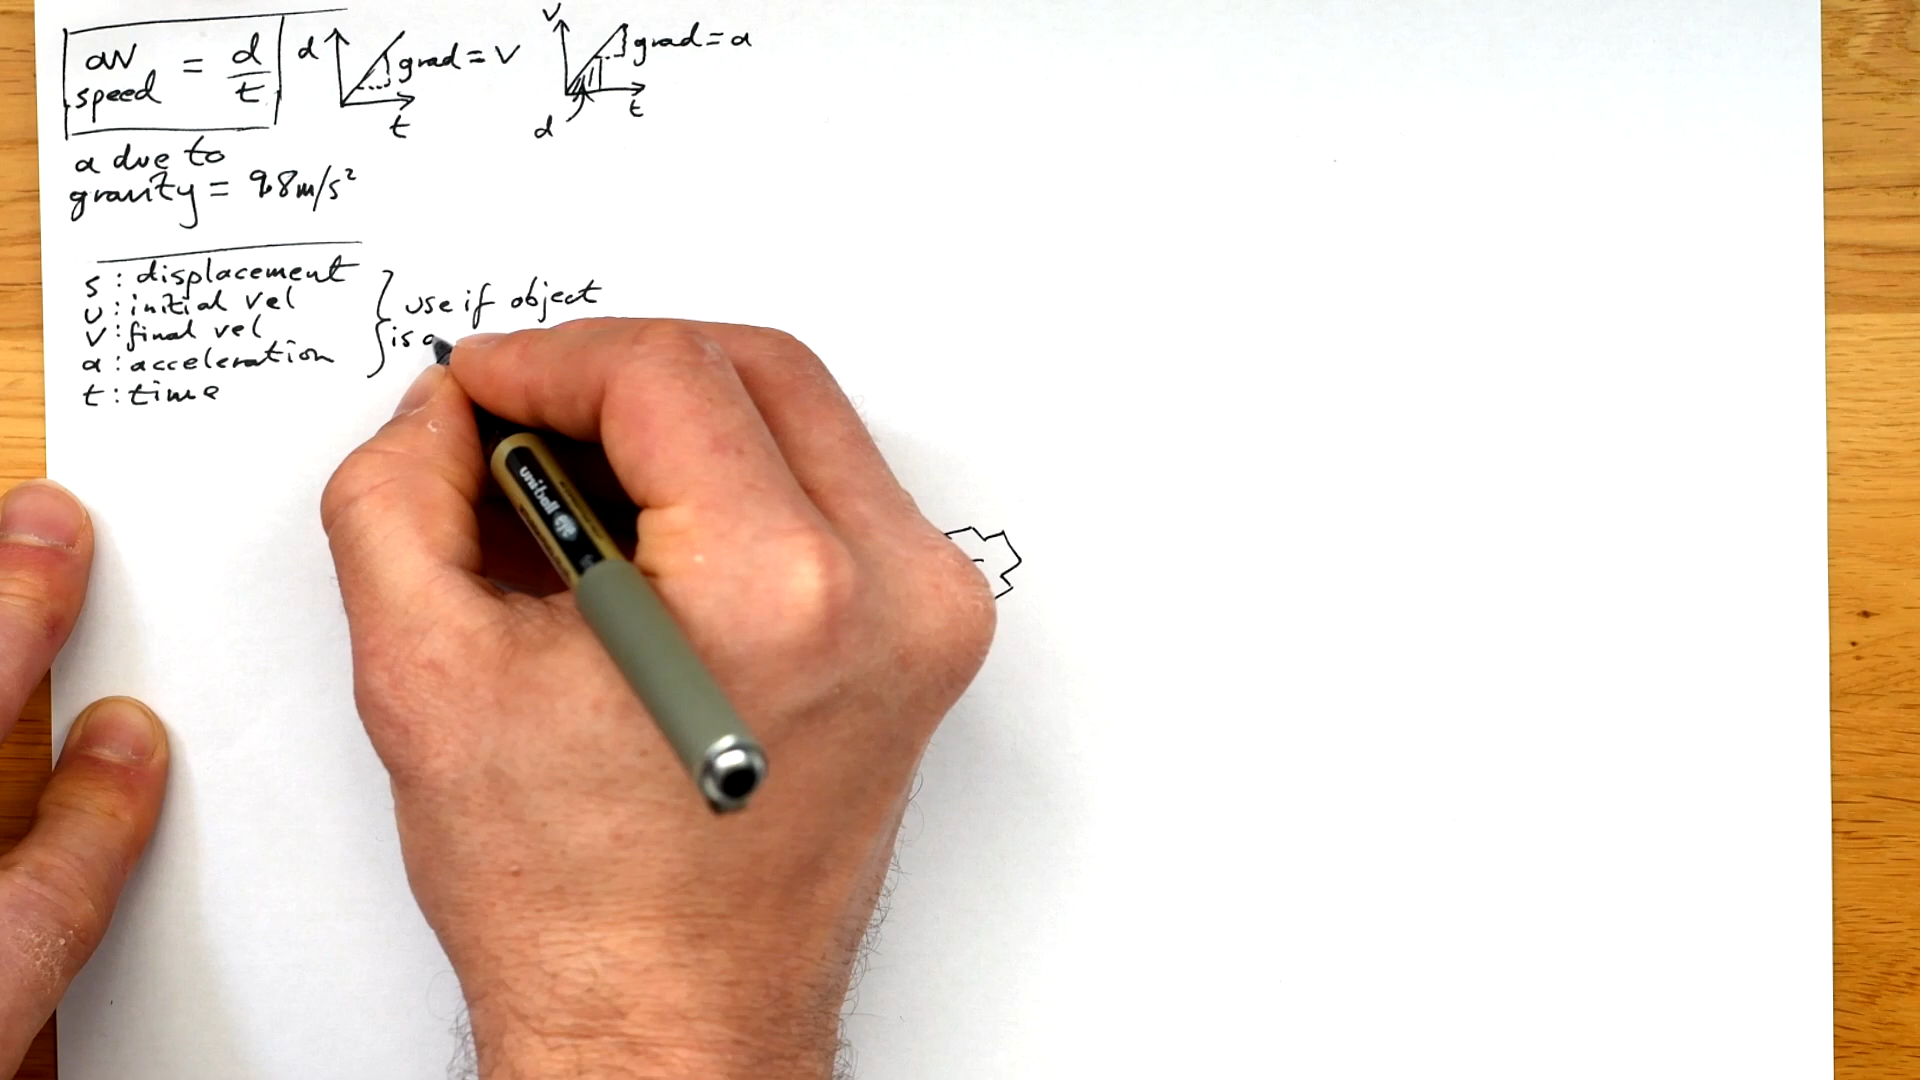 av speed = d/t
d
grad = v
t
v
grad = a
t
d
a due to
gravity = 9.8m/s²
s : displacement
u : initial vel
v : final vel
a : acceleration
t : time
use if object
is a
uniball eye